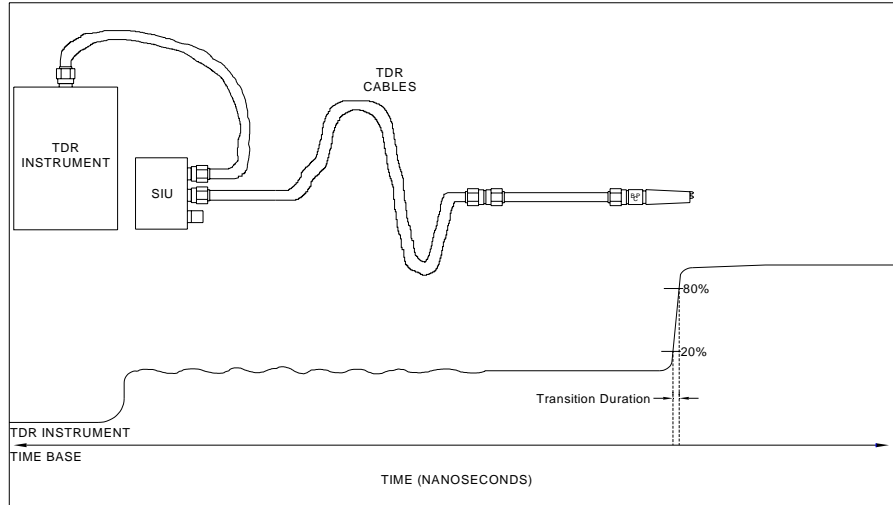 TDR
CABLES
TDR
INSTRUMENT
SIU
80%
20%
Transition Duration
TDR INSTRUMENT
TIME BASE
TIME (NANOSECONDS)